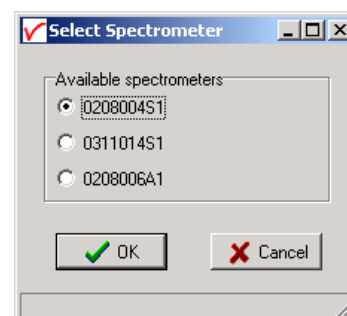 Select Spectrometer
Available spectrometers
0208004S1
0311014S1
0208006A1
OK Cancel